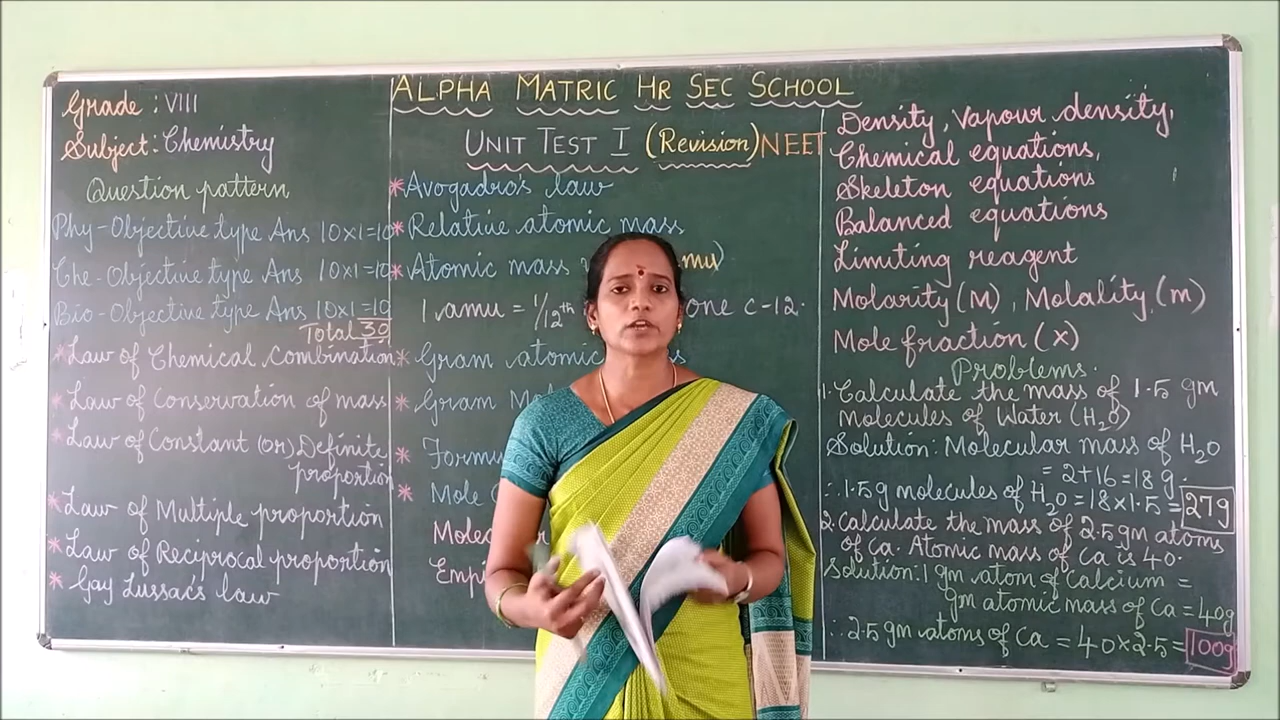 Grade: VIII
Subject: Chemistry
Question pattern
Phy-Objective type Ans 10x1=10
Che-Objective type Ans 10x1=10
Bio-Objective type Ans 10x1=10
Total 30
* Law of Chemical Combination
* Law of Conservation of mass
* Law of Constant (or) Definite
proportion
* Law of Multiple proportion
* Law of Reciprocal proportion
* Gay Lussac's law
ALPHA MATRIC HR SEC SCHOOL
UNIT TEST I (Revision) NEET
* Avogadro's law
* Relative atomic mass
* Atomic mass mu)
1 amu = 1/12th one C-12.
* Gram atomic s
* Gram M
* Formu
* Mole
Molec
Empi
Density, Vapour density,
Chemical equations,
Skeleton equations
Balanced equations
Limiting reagent
Molarity (M), Molality, (m)
Mole fraction (x)
Problems.
1. Calculate the mass of 1.5 gm
molecules of Water (H2O)
Solution: Molecular mass of H2O
= 2+16 = 18 g.
∴ 1.5g molecules of H2O = 18x1.5 = 27g
2. Calculate the mass of 2.5 gm atoms
of Ca. Atomic mass of Ca is 40.
Solution: 1 gm atom of Calcium =
gm atomic mass of Ca = 40g
∴ 2.5 gm atoms of Ca = 40x2.5 = 100g